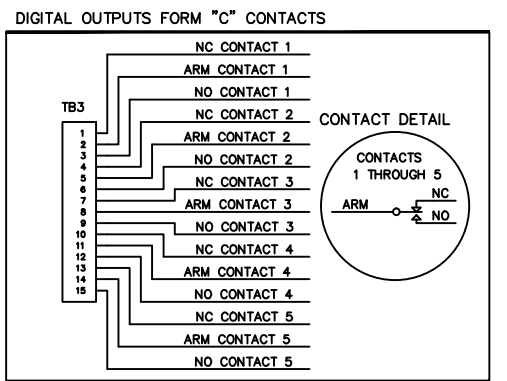 DIGITAL OUTPUTS FORM "C" CONTACTS
NC CONTACT 1
ARM CONTACT 1
NO CONTACT 1
NC CONTACT 2
ARM CONTACT 2
NO CONTACT 2
NC CONTACT 3
ARM CONTACT 3
NO CONTACT 3
NC CONTACT 4
ARM CONTACT 4
NO CONTACT 4
NC CONTACT 5
ARM CONTACT 5
NO CONTACT 5
TB3
1
2
3
4
5
6
7
8
9
10
11
12
13
14
15
CONTACT DETAIL
CONTACTS
1 THROUGH 5
ARM
NC
NO